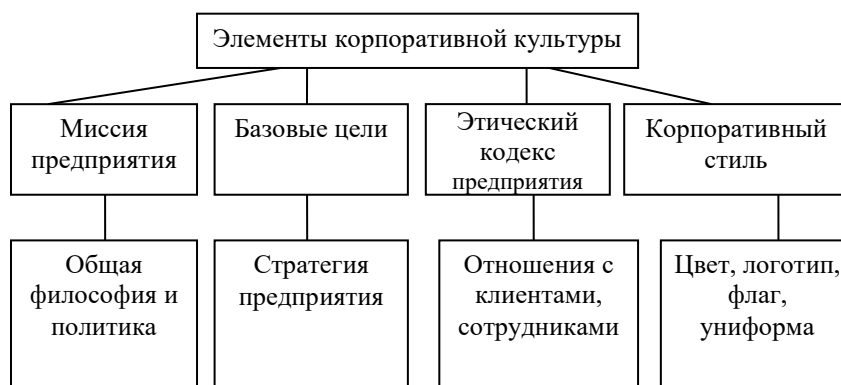 Элементы корпоративной культуры
Миссия
предприятия
Базовые цели
Этический
кодекс
предприятия
Корпоративный
стиль
Общая
философия и
политика
Стратегия
предприятия
Отношения с
клиентами,
сотрудниками
Цвет, логотип,
флаг,
униформа